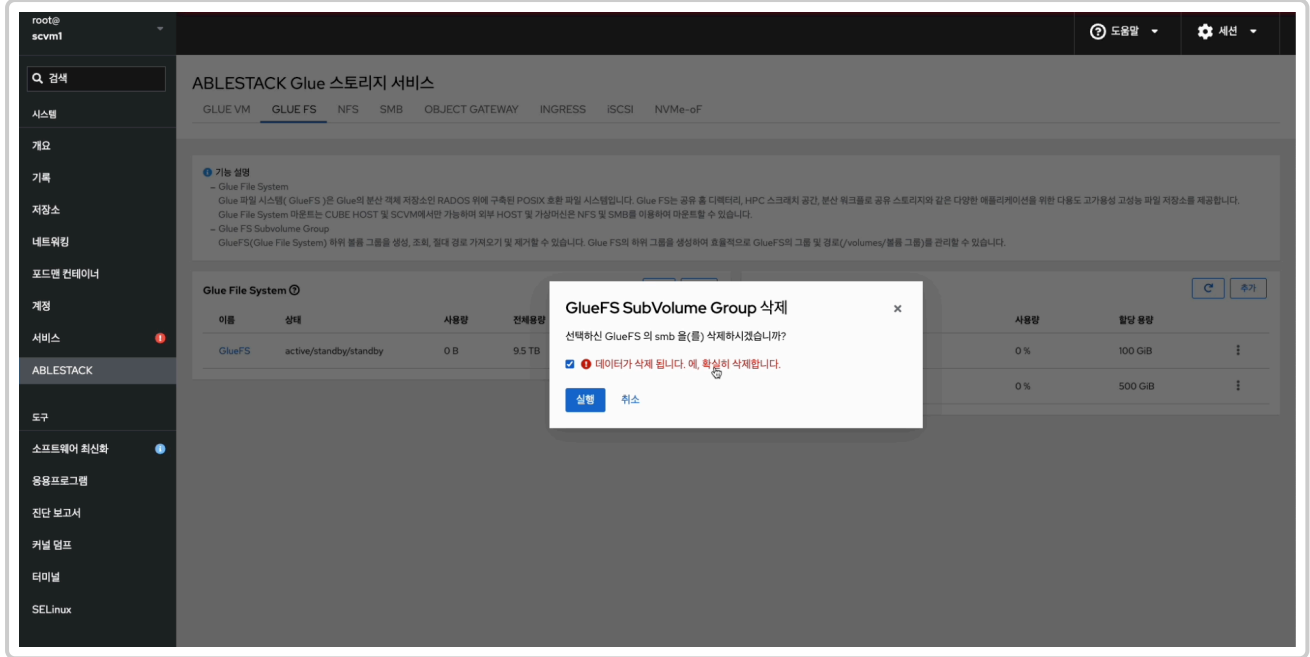 root@
scvm1
도움말
세션
검색
시스템
개요
기록
저장소
네트워킹
포드맨 컨테이너
계정
서비스
ABLESTACK
도구
소프트웨어 최신화
응용프로그램
진단 보고서
커널 덤프
터미널
SELinux
ABLESTACK Glue 스토리지 서비스
GLUE VM GLUE FS NFS SMB OBJECT GATEWAY INGRESS iSCSI NVMe-oF
기능 설명
– Glue File System
Glue 파일 시스템( GlueFS )은 Glue의 분산 객체 저장소인 RADOS 위에 구축된 POSIX 호환 파일 시스템입니다. Glue FS는 공유 홈 디렉터리, HPC 스크래치 공간, 분산 워크플로 공유 스토리지와 같은 다양한 애플리케이션을 위한 다용도 고가용성 고성능 파일 저장소를 제공합니다.
Glue File System 마운트는 CUBE HOST 및 SCVM에서만 가능하며 외부 HOST 및 가상머신은 NFS 및 SMB를 이용하여 마운트할 수 있습니다.
– Glue FS Subvolume Group
GlueFS(Glue File System) 하위 볼륨 그룹을 생성, 조회, 절대 경로 가져오기 및 제거할 수 있습니다. Glue FS의 하위 그룹을 생성하여 효율적으로 GlueFS의 그룹 및 경로(/volumes/볼륨 그룹)를 관리할 수 있습니다.
Glue File System
이름 상태 사용량 전체용량
GlueFS active/standby/standby 0 B 9.5 TB
추가
사용량 할당 용량
0 % 100 GiB
0 % 500 GiB
GlueFS SubVolume Group 삭제
선택하신 GlueFS 의 smb 을(를) 삭제하시겠습니까?
데이터가 삭제 됩니다. 예, 확실히 삭제합니다.
실행 취소